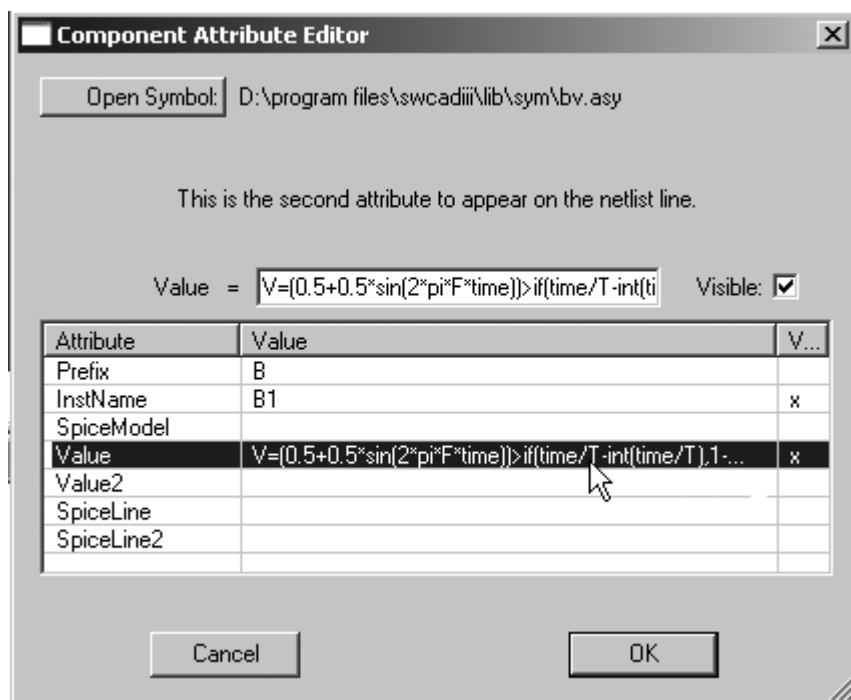 Component Attribute Editor
Open Symbol: D:\program files\swcadiii\lib\sym\bv.asy
This is the second attribute to appear on the netlist line.
Value = V=(0.5+0.5*sin(2*pi*F*time))>if(time/T-int(ti Visible:
Attribute Value V...
Prefix B
InstName B1 x
SpiceModel
Value V=(0.5+0.5*sin(2*pi*F*time))>if(time/T-int(time/T),1-... x
Value2
SpiceLine
SpiceLine2
Cancel OK